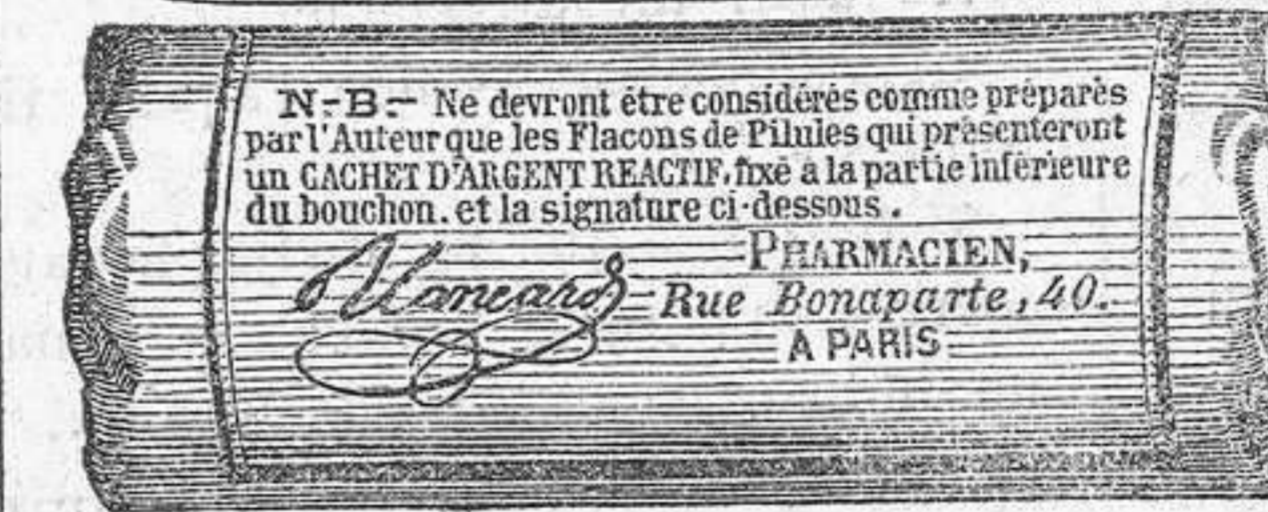 N.-B.- Ne devront être considérés comme préparés
par l'Auteur que les Flacons de Pilules qui présenteront
un CACHET D'ARGENT REACTIF, fixé à la partie inférieure
du bouchon, et la signature ci-dessous.
Blancard
PHARMACIEN,
Rue Bonaparte, 40.
A PARIS